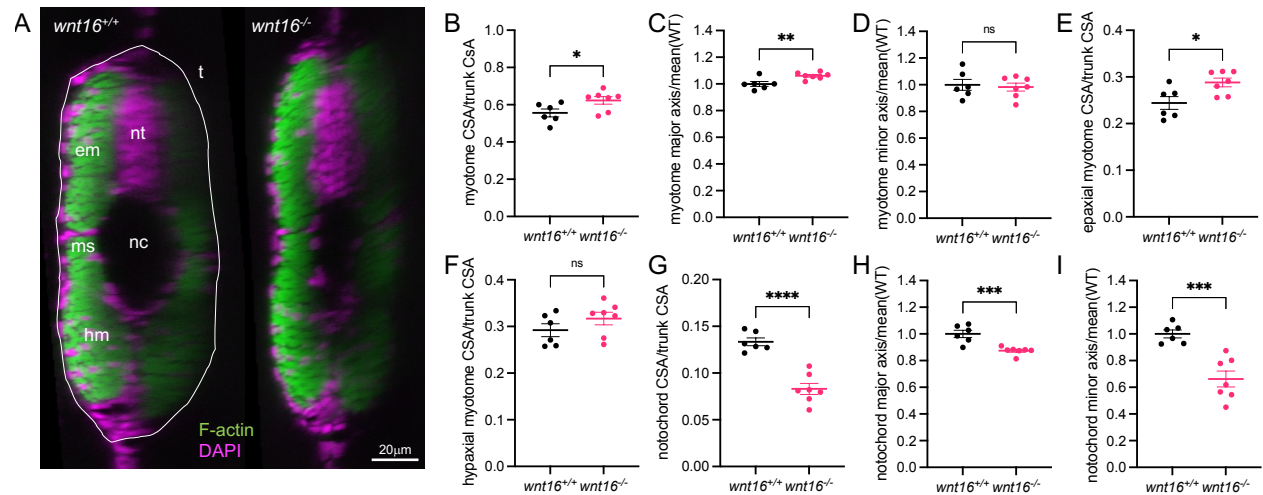 A
wnt16+/+
wnt16-/-
t
nt
em
nc
ms
hm
F-actin
DAPI
20µm
B
myotome CSA/trunk CsA
1.0
0.8
0.6
0.4
0.2
0.0
*
wnt16+/+ wnt16-/-
C
myotome major axis/mean(WT)
1.4
1.2
1.0
0.8
0.6
0.4
0.2
0.0
**
wnt16+/+ wnt16-/-
D
myotome minor axis/mean(WT)
1.4
1.2
1.0
0.8
0.6
0.4
0.2
0.0
ns
wnt16+/+ wnt16-/-
E
epaxial myotome CSA/trunk CSA
0.4
0.3
0.2
0.1
0.0
*
wnt16+/+ wnt16-/-
F
hypaxial myotome CSA/trunk CSA
0.4
0.3
0.2
0.1
0.0
ns
wnt16+/+ wnt16-/-
G
notochord CSA/trunk CSA
0.20
0.15
0.10
0.05
0.00
****
wnt16+/+ wnt16-/-
H
notochord major axis/mean(WT)
1.4
1.2
1.0
0.8
0.6
0.4
0.2
0.0
***
wnt16+/+ wnt16-/-
I
notochord minor axis/mean(WT)
1.4
1.2
1.0
0.8
0.6
0.4
0.2
0.0
***
wnt16+/+ wnt16-/-